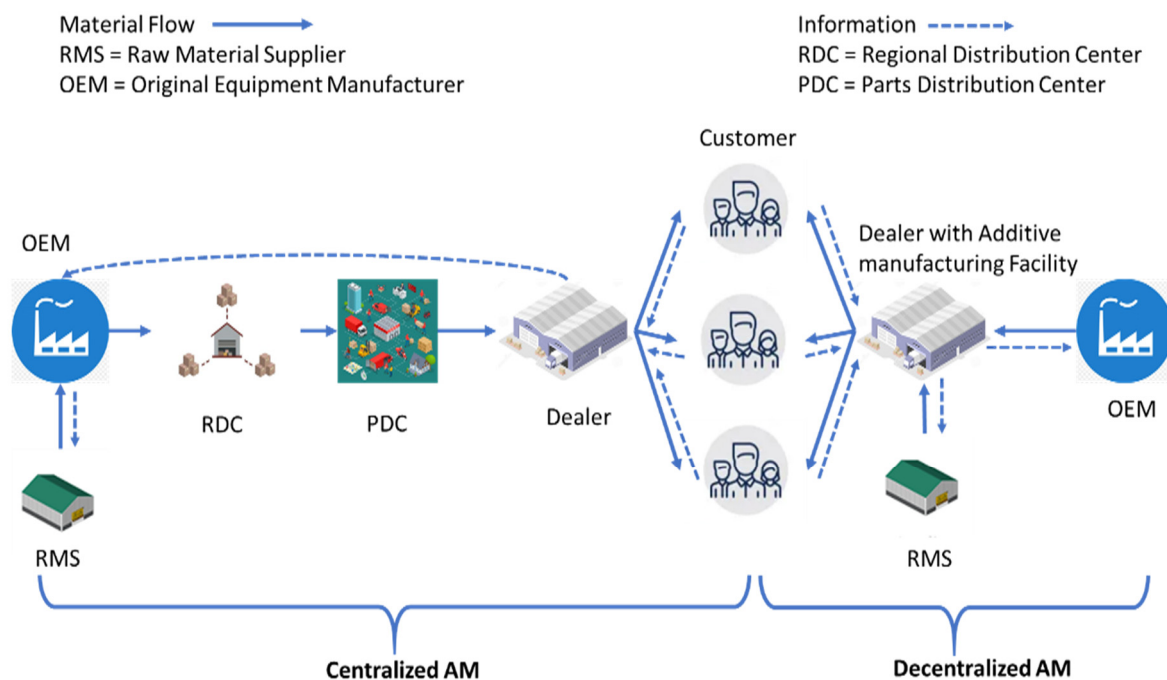 Material Flow
RMS = Raw Material Supplier
OEM = Original Equipment Manufacturer
Information
RDC = Regional Distribution Center
PDC = Parts Distribution Center
Customer
OEM
Dealer with Additive
manufacturing Facility
RDC
PDC
Dealer
OEM
RMS
RMS
Centralized AM
Decentralized AM